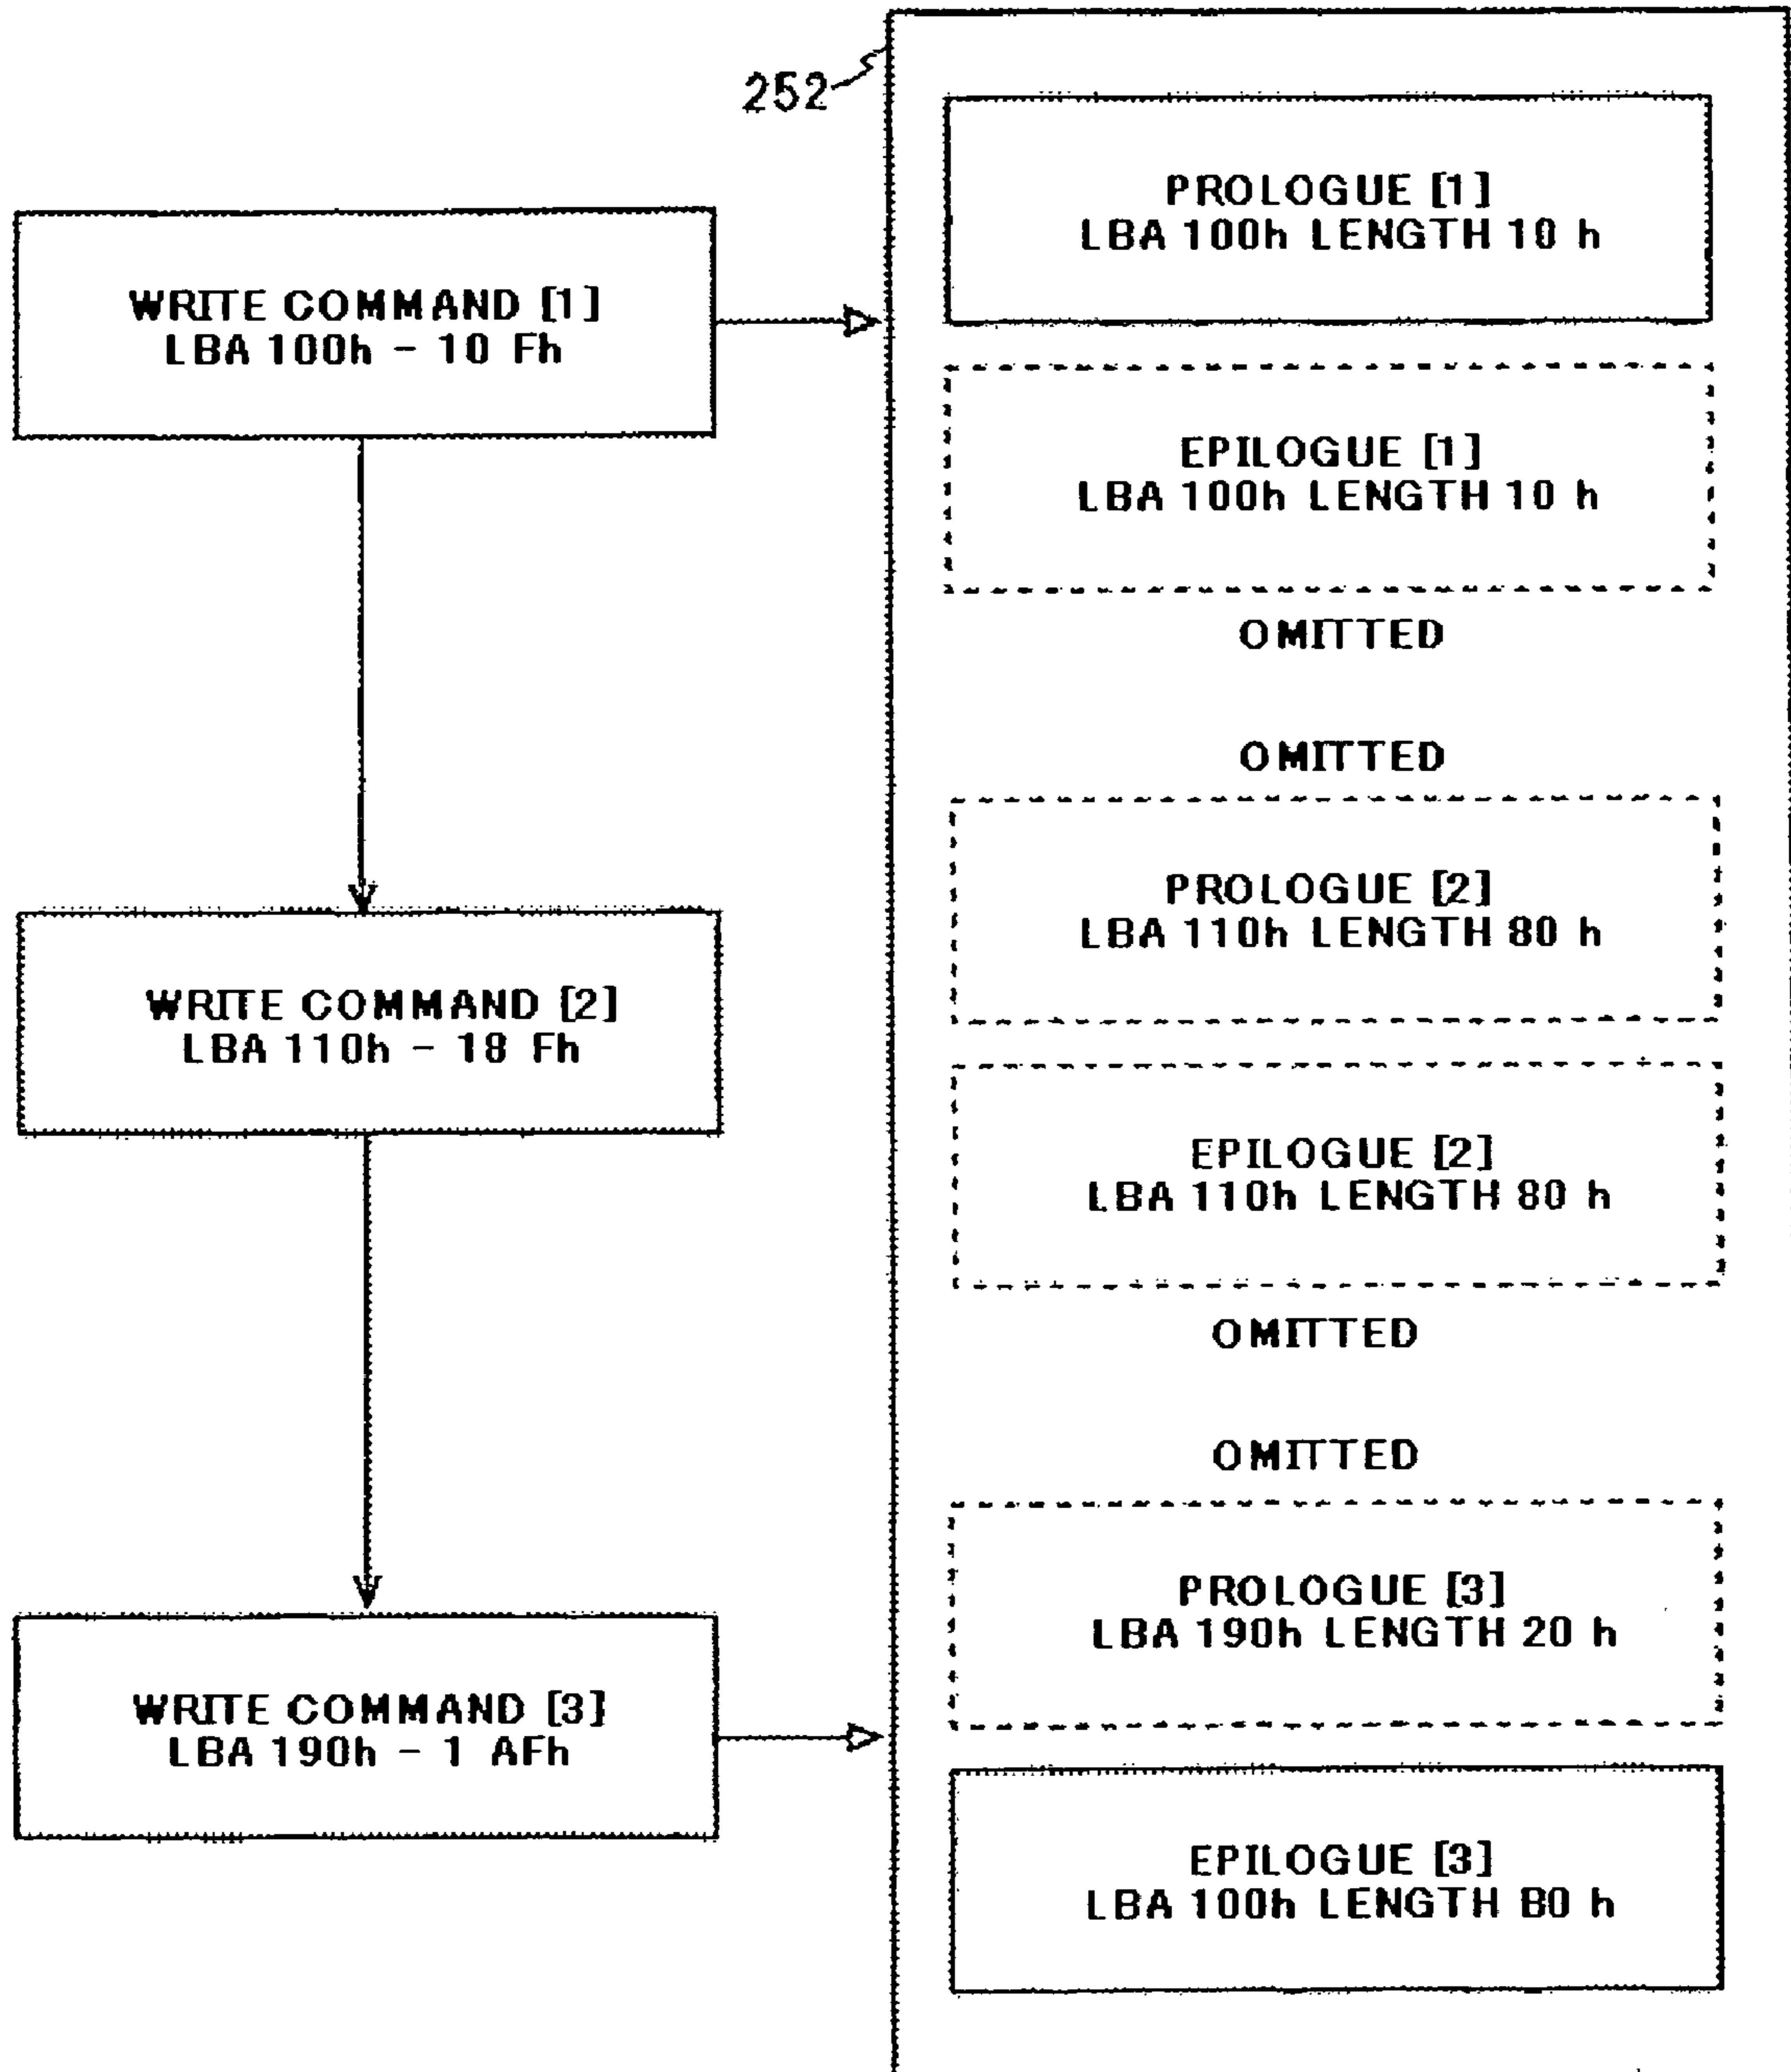 252
PROLOGUE [1]
LBA 100h LENGTH 10 h
WRITE COMMAND [1]
LBA 100h - 10 Fh
EPILOGUE [1]
LBA 100h LENGTH 10 h
OMITTED
OMITTED
PROLOGUE [2]
LBA 110h LENGTH 80 h
WRITE COMMAND [2]
LBA 110h - 18 Fh
EPILOGUE [2]
LBA 110h LENGTH 80 h
OMITTED
OMITTED
PROLOGUE [3]
LBA 190h LENGTH 20 h
WRITE COMMAND [3]
LBA 190h - 1 AFh
EPILOGUE [3]
LBA 100h LENGTH B0 h